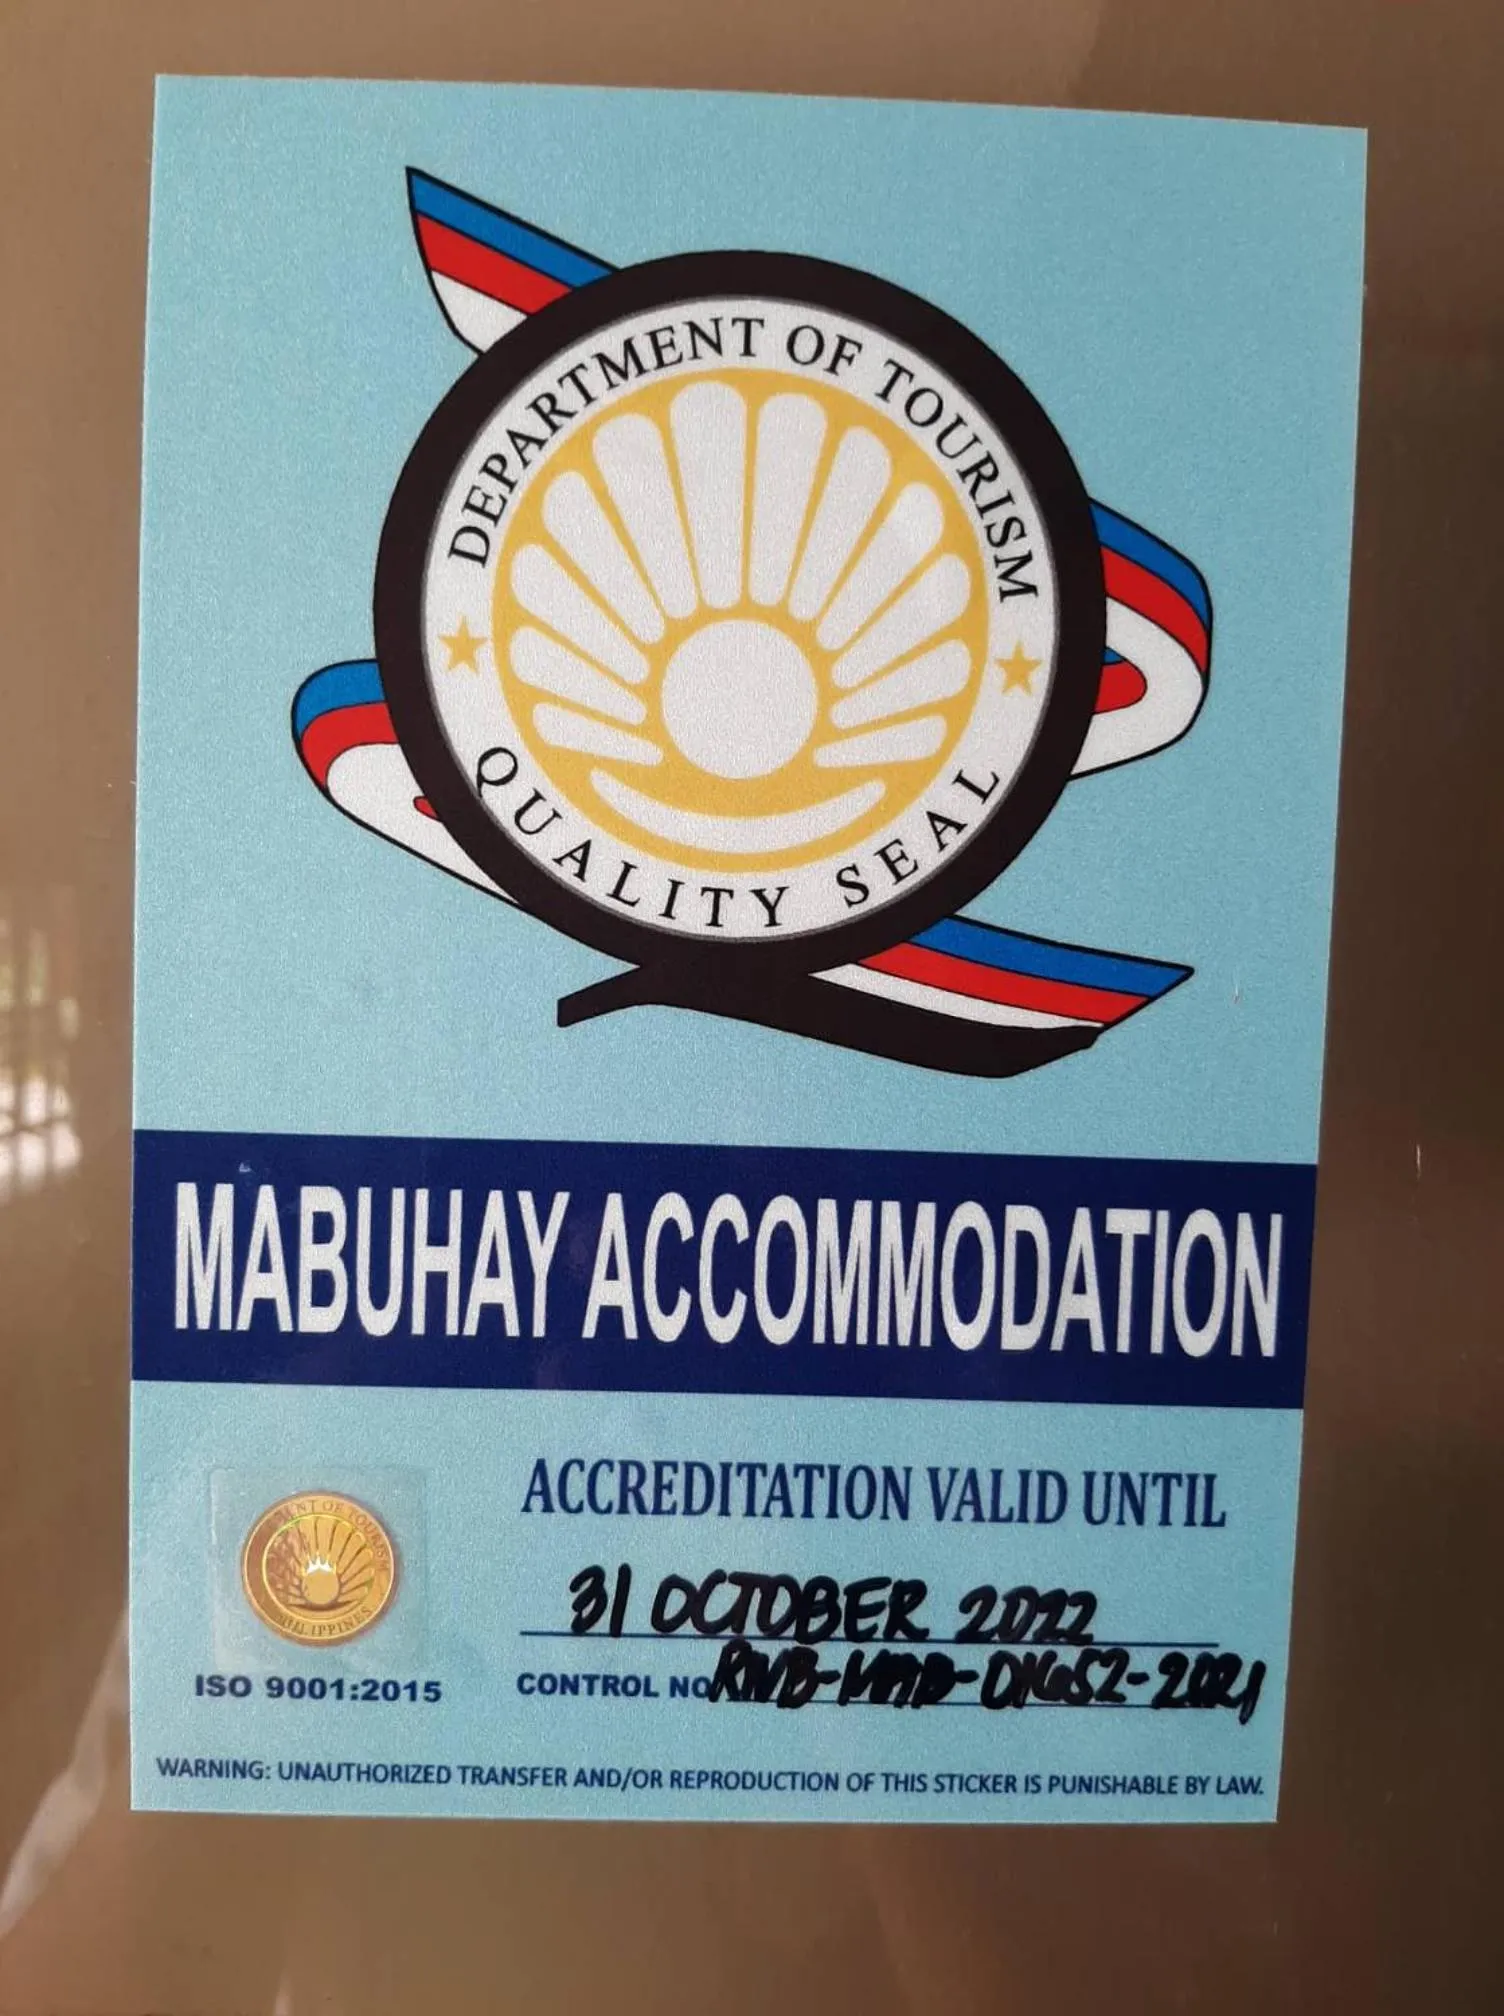 DEPARTMENT OF TOURISM
QUALITY SEAL
MABUHAY ACCOMMODATION
ACCREDITATION VALID UNTIL
31 OCTOBER 2022
ISO 9001:2015
CONTROL NO
WARNING: UNAUTHORIZED TRANSFER AND/OR REPRODUCTION OF THIS STICKER IS PUNISHABLE BY LAW.